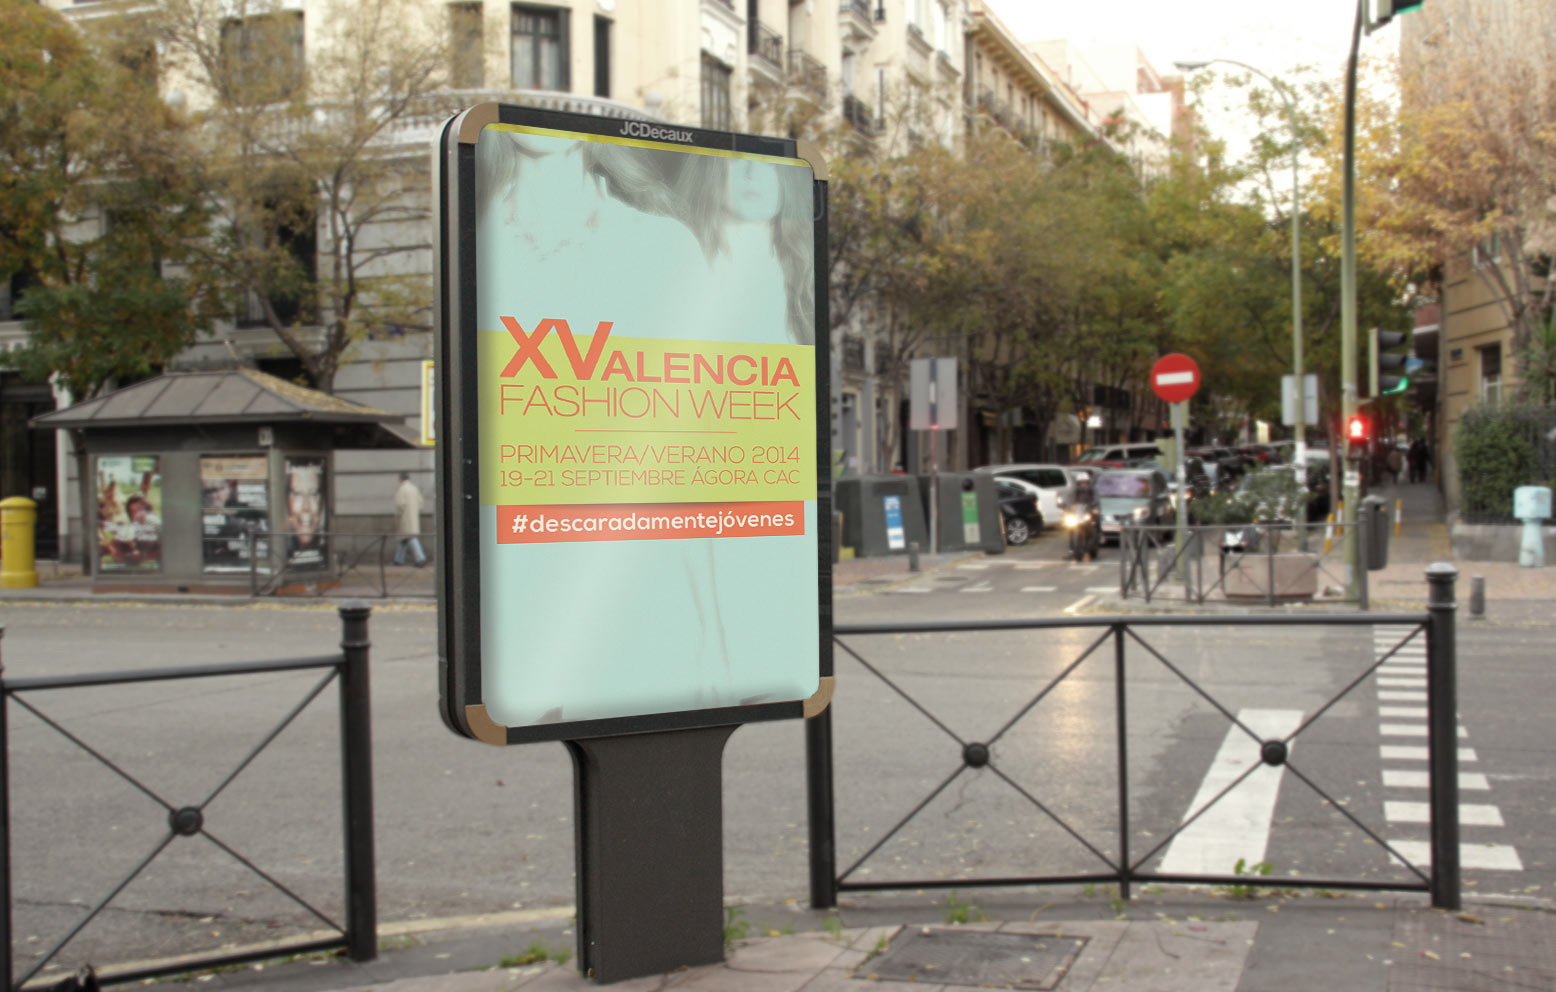 JCDecaux
XVALENCIA
FASHION WEEK
PRIMAVERA/VERANO 2014
19-21 SEPTIEMBRE ÁGORA CAC
#descaradamentejóvenes